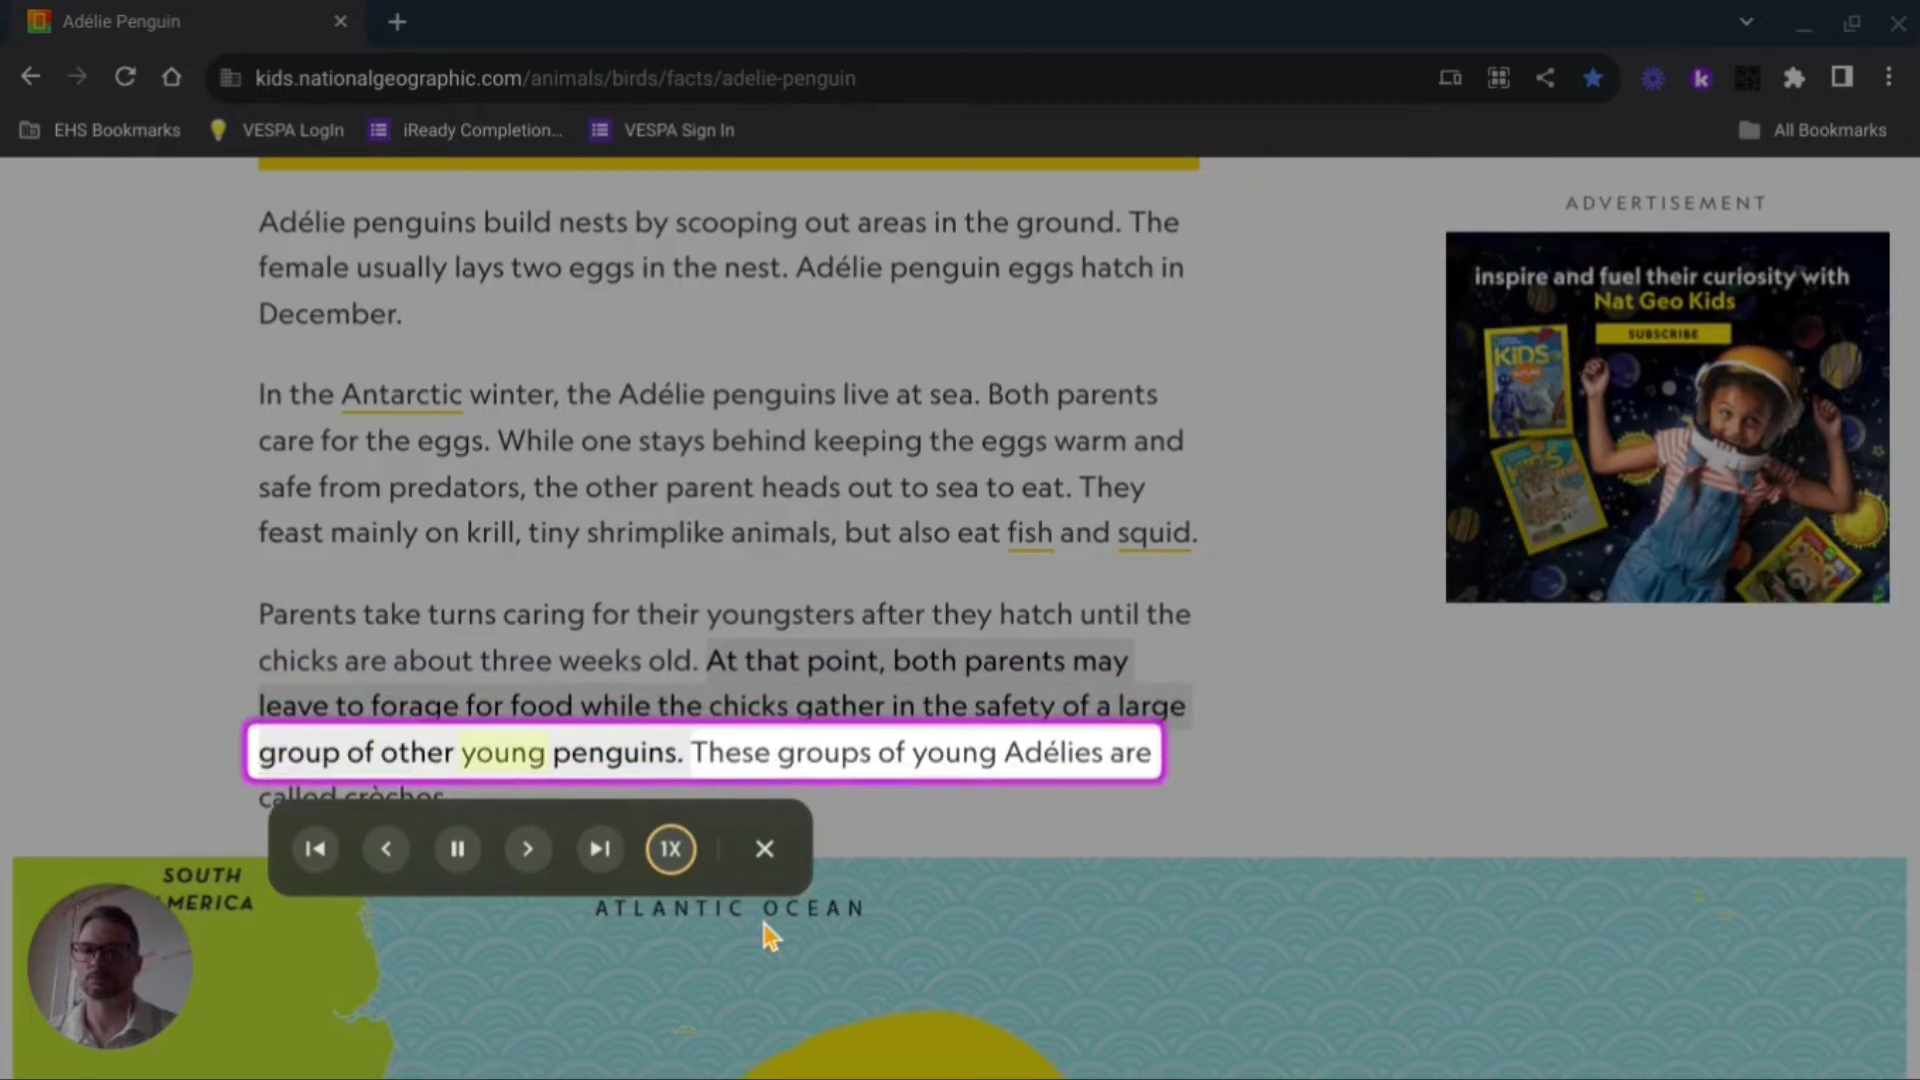 Adélie Penguin
kids.nationalgeographic.com/animals/birds/facts/adelie-penguin
EHS Bookmarks
VESPA LogIn
iReady Completion...
VESPA Sign In
All Bookmarks
Adélie penguins build nests by scooping out areas in the ground. The
female usually lays two eggs in the nest. Adélie penguin eggs hatch in
December.
In the Antarctic winter, the Adélie penguins live at sea. Both parents
care for the eggs. While one stays behind keeping the eggs warm and
safe from predators, the other parent heads out to sea to eat. They
feast mainly on krill, tiny shrimplike animals, but also eat fish and squid.
Parents take turns caring for their youngsters after they hatch until the
chicks are about three weeks old. At that point, both parents may
leave to forage for food while the chicks gather in the safety of a large
group of other young penguins. These groups of young Adélies are
called crèches.
ADVERTISEMENT
inspire and fuel their curiosity with
Nat Geo Kids
SUBSCRIBE
KiDS
KiDS
1X
SOUTH
AMERICA
ATLANTIC OCEAN